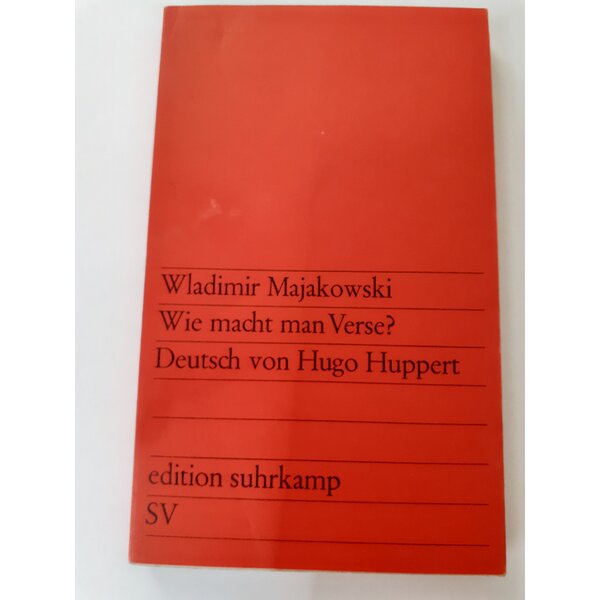 Wladimir Majakowski
Wie macht man Verse?
Deutsch von Hugo Huppert
edition suhrkamp
SV